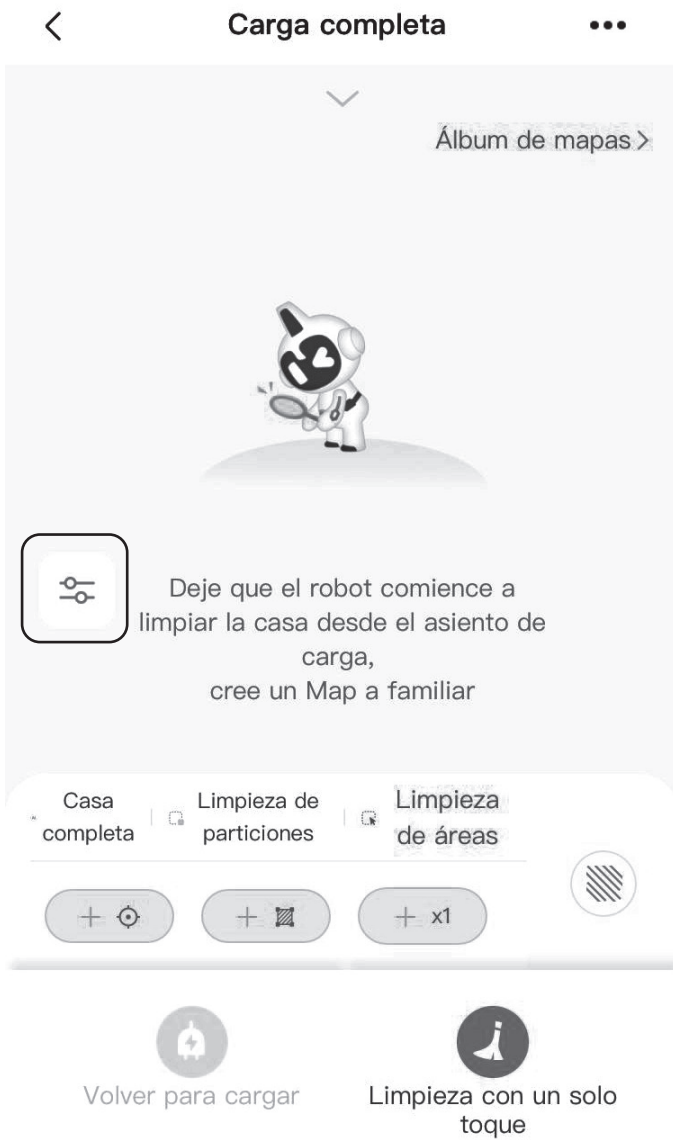 Carga completa
Álbum de mapas
Deje que el robot comience a
limpiar la casa desde el asiento de
carga,
cree un Map a familiar
Casa
completa
Limpieza de
particiones
Limpieza
de áreas
x1
Volver para cargar
Limpieza con un solo
toque